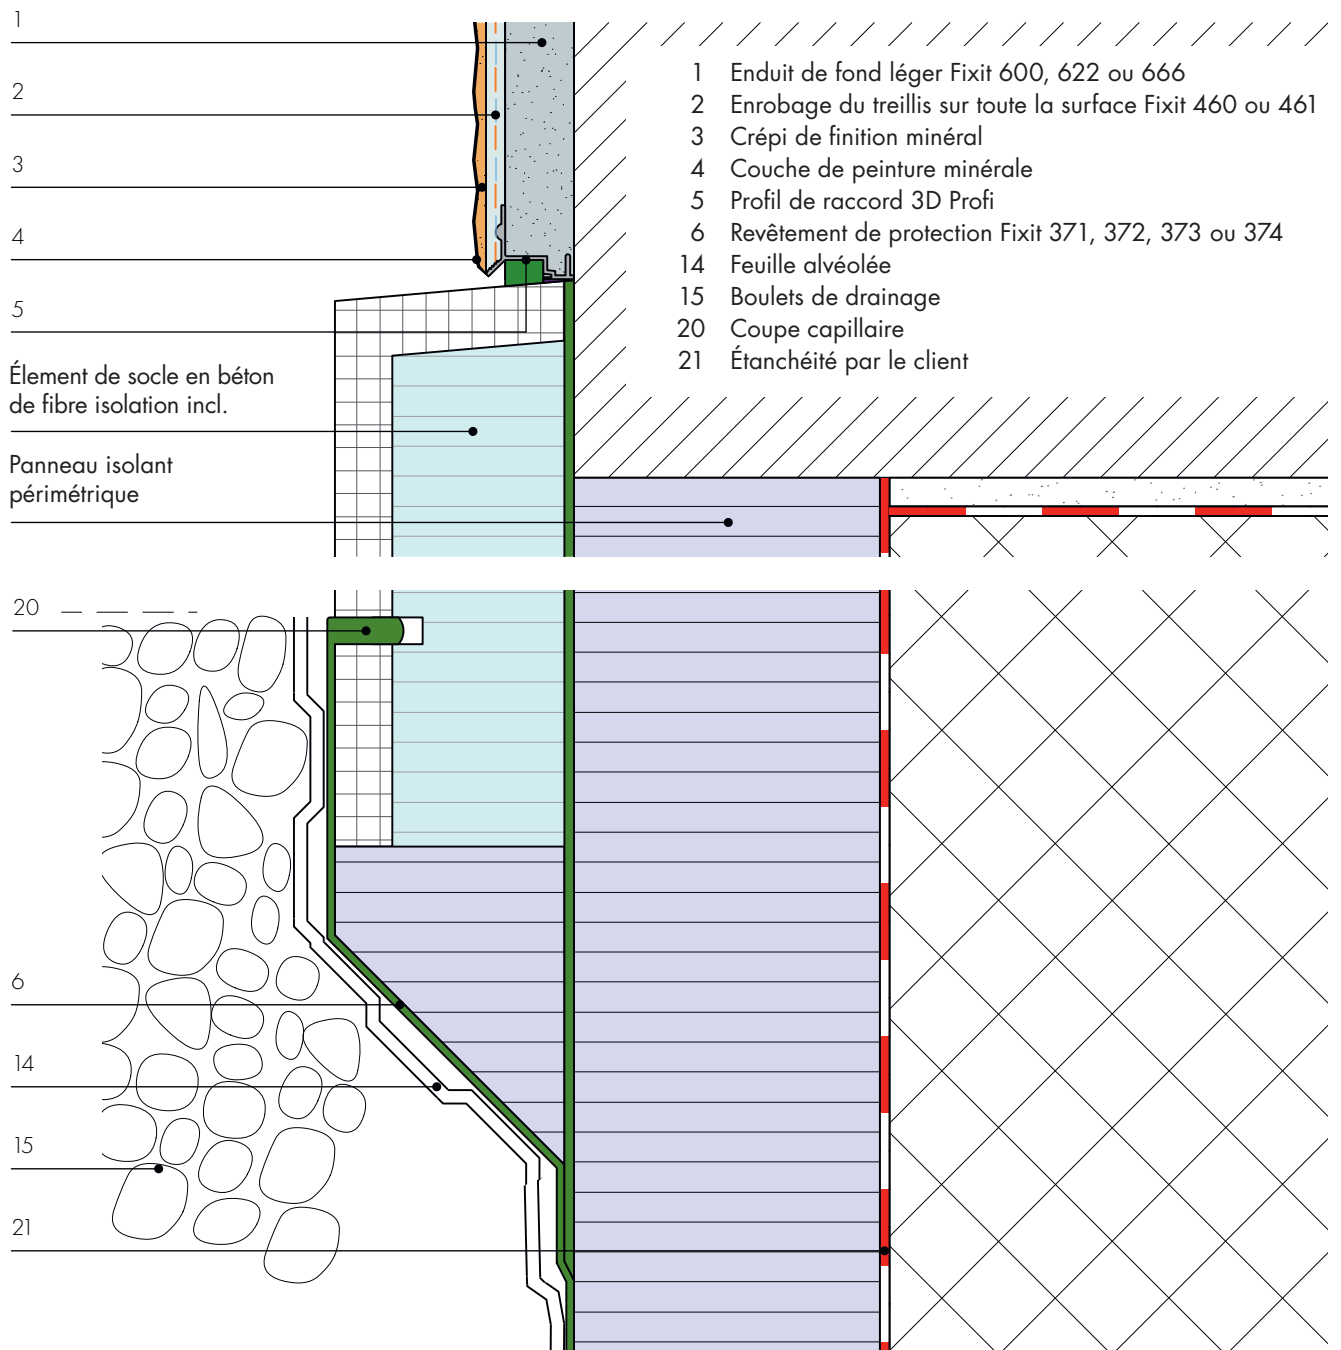 1
2
3
4
5
Élement de socle en béton
de fibre isolation incl.
Panneau isolant
périmétrique
20
6
14
15
21
1 Enduit de fond léger Fixit 600, 622 ou 666
2 Enrobage du treillis sur toute la surface Fixit 460 ou 461
3 Crépi de finition minéral
4 Couche de peinture minérale
5 Profil de raccord 3D Profi
6 Revêtement de protection Fixit 371, 372, 373 ou 374
14 Feuille alvéolée
15 Boulets de drainage
20 Coupe capillaire
21 Étanchéité par le client